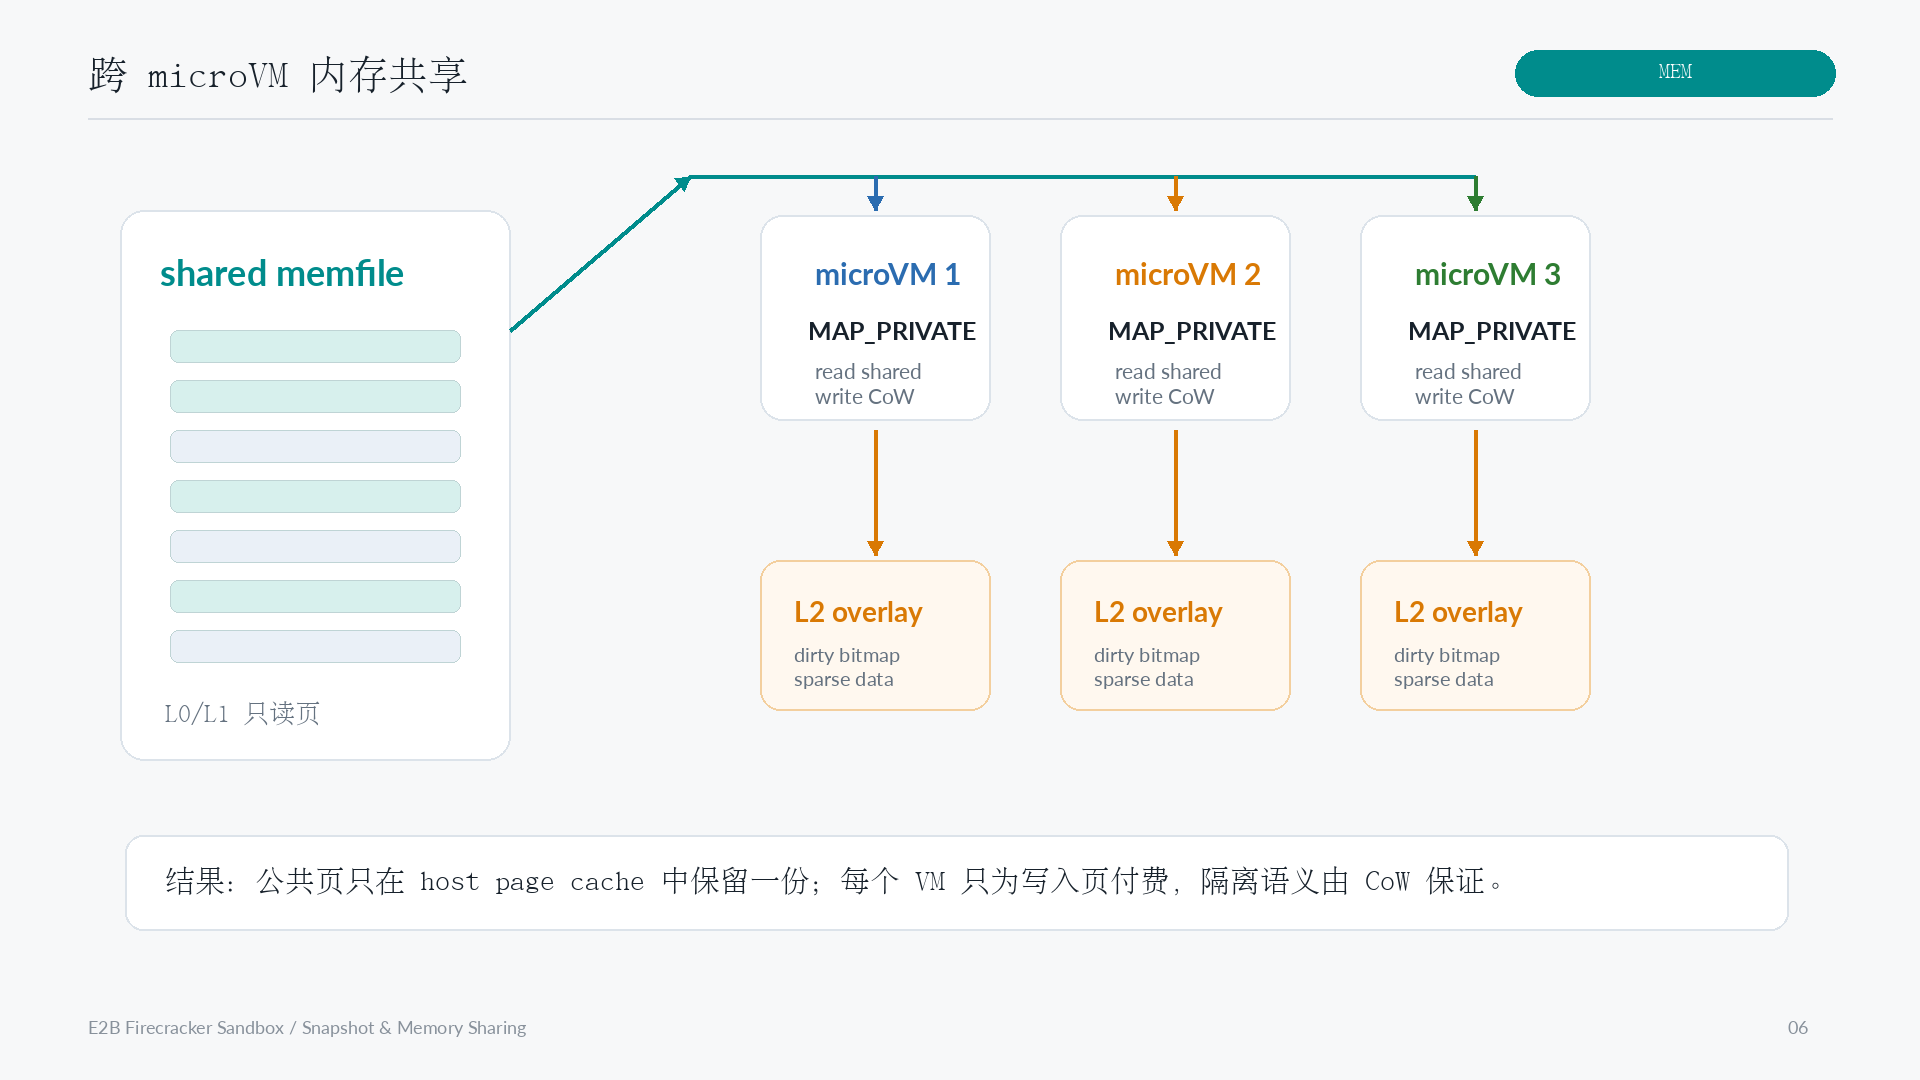 跨 microVM 内存共享
MEM
shared memfile
L0/L1 只读页
microVM 1
MAP_PRIVATE
read shared
write CoW
microVM 2
MAP_PRIVATE
read shared
write CoW
microVM 3
MAP_PRIVATE
read shared
write CoW
L2 overlay
dirty bitmap
sparse data
L2 overlay
dirty bitmap
sparse data
L2 overlay
dirty bitmap
sparse data
结果: 公共页只在 host page cache 中保留一份; 每个 VM 只为写入页付费, 隔离语义由 CoW 保证。
E2B Firecracker Sandbox / Snapshot & Memory Sharing
06